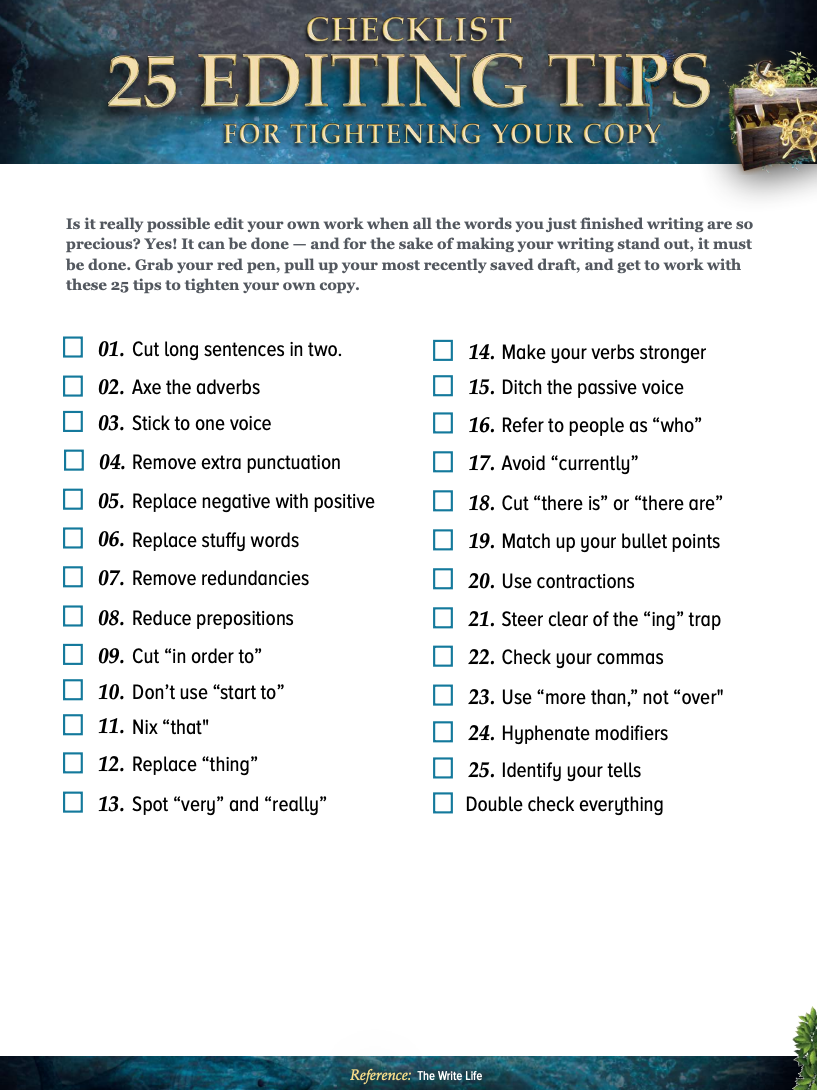 CHECKLIST
25 EDITING TIPS
FOR TIGHTENING YOUR COPY
Is it really possible edit your own work when all the words you just finished writing are so
precious? Yes! It can be done — and for the sake of making your writing stand out, it must
be done. Grab your red pen, pull up your most recently saved draft, and get to work with
these 25 tips to tighten your own copy.
01. Cut long sentences in two.
02. Axe the adverbs
03. Stick to one voice
04. Remove extra punctuation
05. Replace negative with positive
06. Replace stuffy words
07. Remove redundancies
08. Reduce prepositions
09. Cut “in order to”
10. Don’t use “start to”
11. Nix “that"
12. Replace “thing”
13. Spot “very” and “really”
14. Make your verbs stronger
15. Ditch the passive voice
16. Refer to people as “who”
17. Avoid “currently”
18. Cut “there is” or “there are”
19. Match up your bullet points
20. Use contractions
21. Steer clear of the “ing” trap
22. Check your commas
23. Use “more than,” not “over"
24. Hyphenate modifiers
25. Identify your tells
Double check everything
Reference: The Write Life